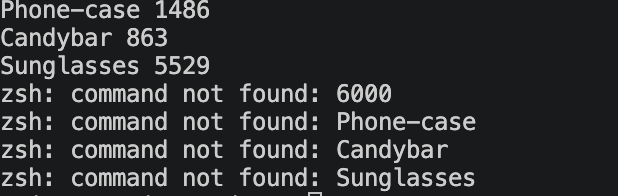 Phone-case 1486
Candybar 863
Sunglasses 5529
zsh: command not found: 6000
zsh: command not found: Phone-case
zsh: command not found: Candybar
zsh: command not found: Sunglasses